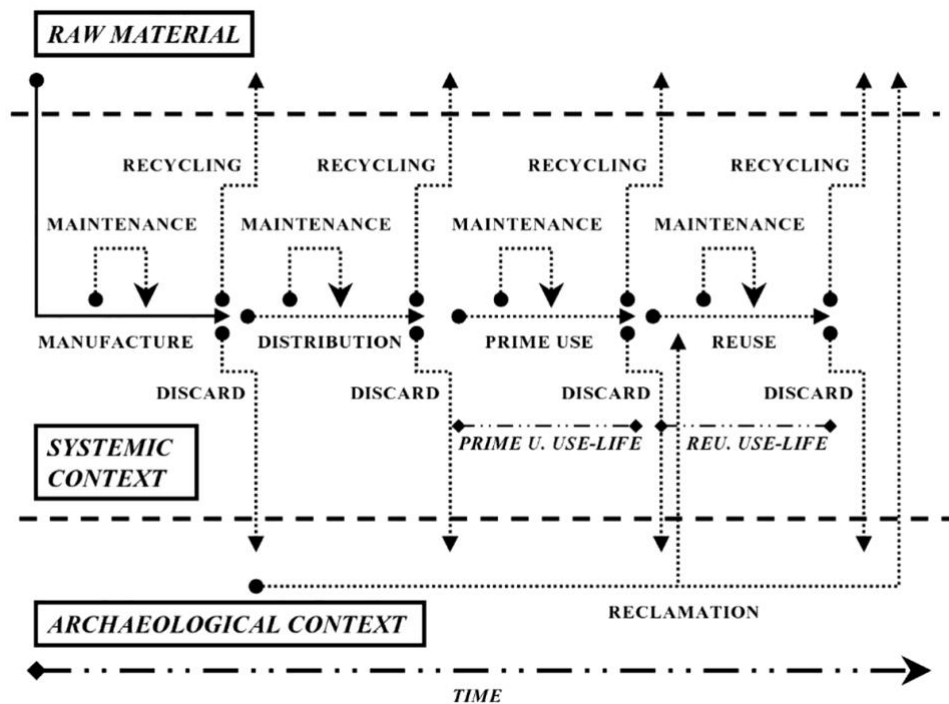 RAW MATERIAL
RECYCLING RECYCLING RECYCLING RECYCLING
MAINTENANCE MAINTENANCE MAINTENANCE MAINTENANCE
MANUFACTURE DISTRIBUTION PRIME USE REUSE
DISCARD DISCARD DISCARD DISCARD
PRIME U. USE-LIFE REU. USE-LIFE
SYSTEMIC
CONTEXT
RECLAMATION
ARCHAEOLOGICAL CONTEXT
TIME